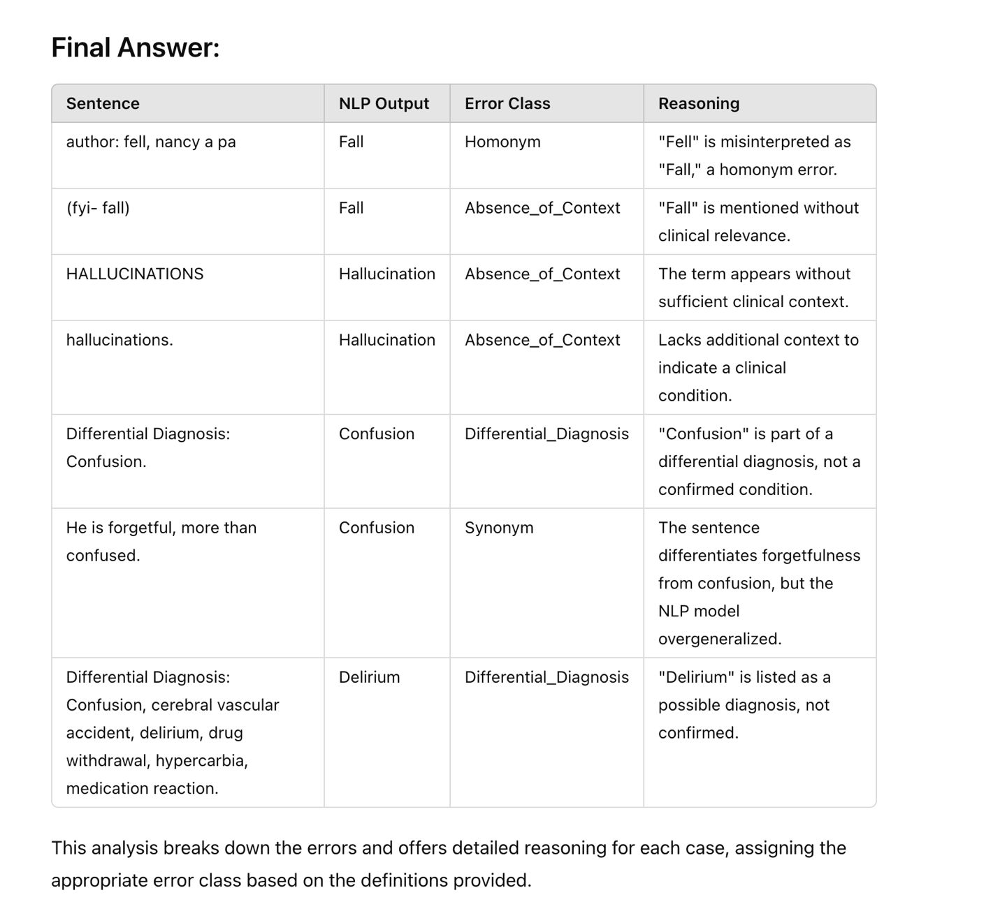 Final Answer:
Sentence NLP Output Error Class Reasoning
author: fell, nancy a pa Fall Homonym "Fell" is misinterpreted as
"Fall," a homonym error.
(fyi- fall) Fall Absence_of_Context "Fall" is mentioned without
clinical relevance.
HALLUCINATIONS Hallucination Absence_of_Context The term appears without
sufficient clinical context.
hallucinations. Hallucination Absence_of_Context Lacks additional context to
indicate a clinical
condition.
Differential Diagnosis: Confusion Differential_Diagnosis "Confusion" is part of a
Confusion. differential diagnosis, not a
confirmed condition.
He is forgetful, more than Confusion Synonym The sentence
confused. differentiates forgetfulness
from confusion, but the
NLP model
overgeneralized.
Differential Diagnosis: Delirium Differential_Diagnosis "Delirium" is listed as a
Confusion, cerebral vascular possible diagnosis, not
accident, delirium, drug confirmed.
withdrawal, hypercarbia,
medication reaction.
This analysis breaks down the errors and offers detailed reasoning for each case, assigning the
appropriate error class based on the definitions provided.